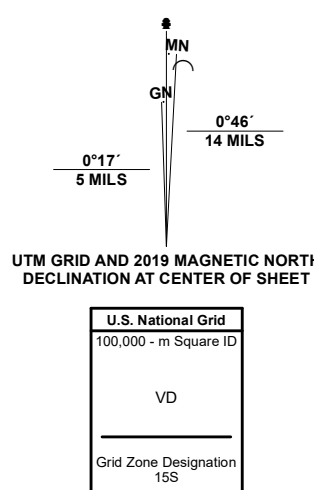 MN
GN
0°46´
14 MILS
0°17´
5 MILS
UTM GRID AND 2019 MAGNETIC NORTH
DECLINATION AT CENTER OF SHEET
U.S. National Grid
100,000 - m Square ID
VD
Grid Zone Designation
15S